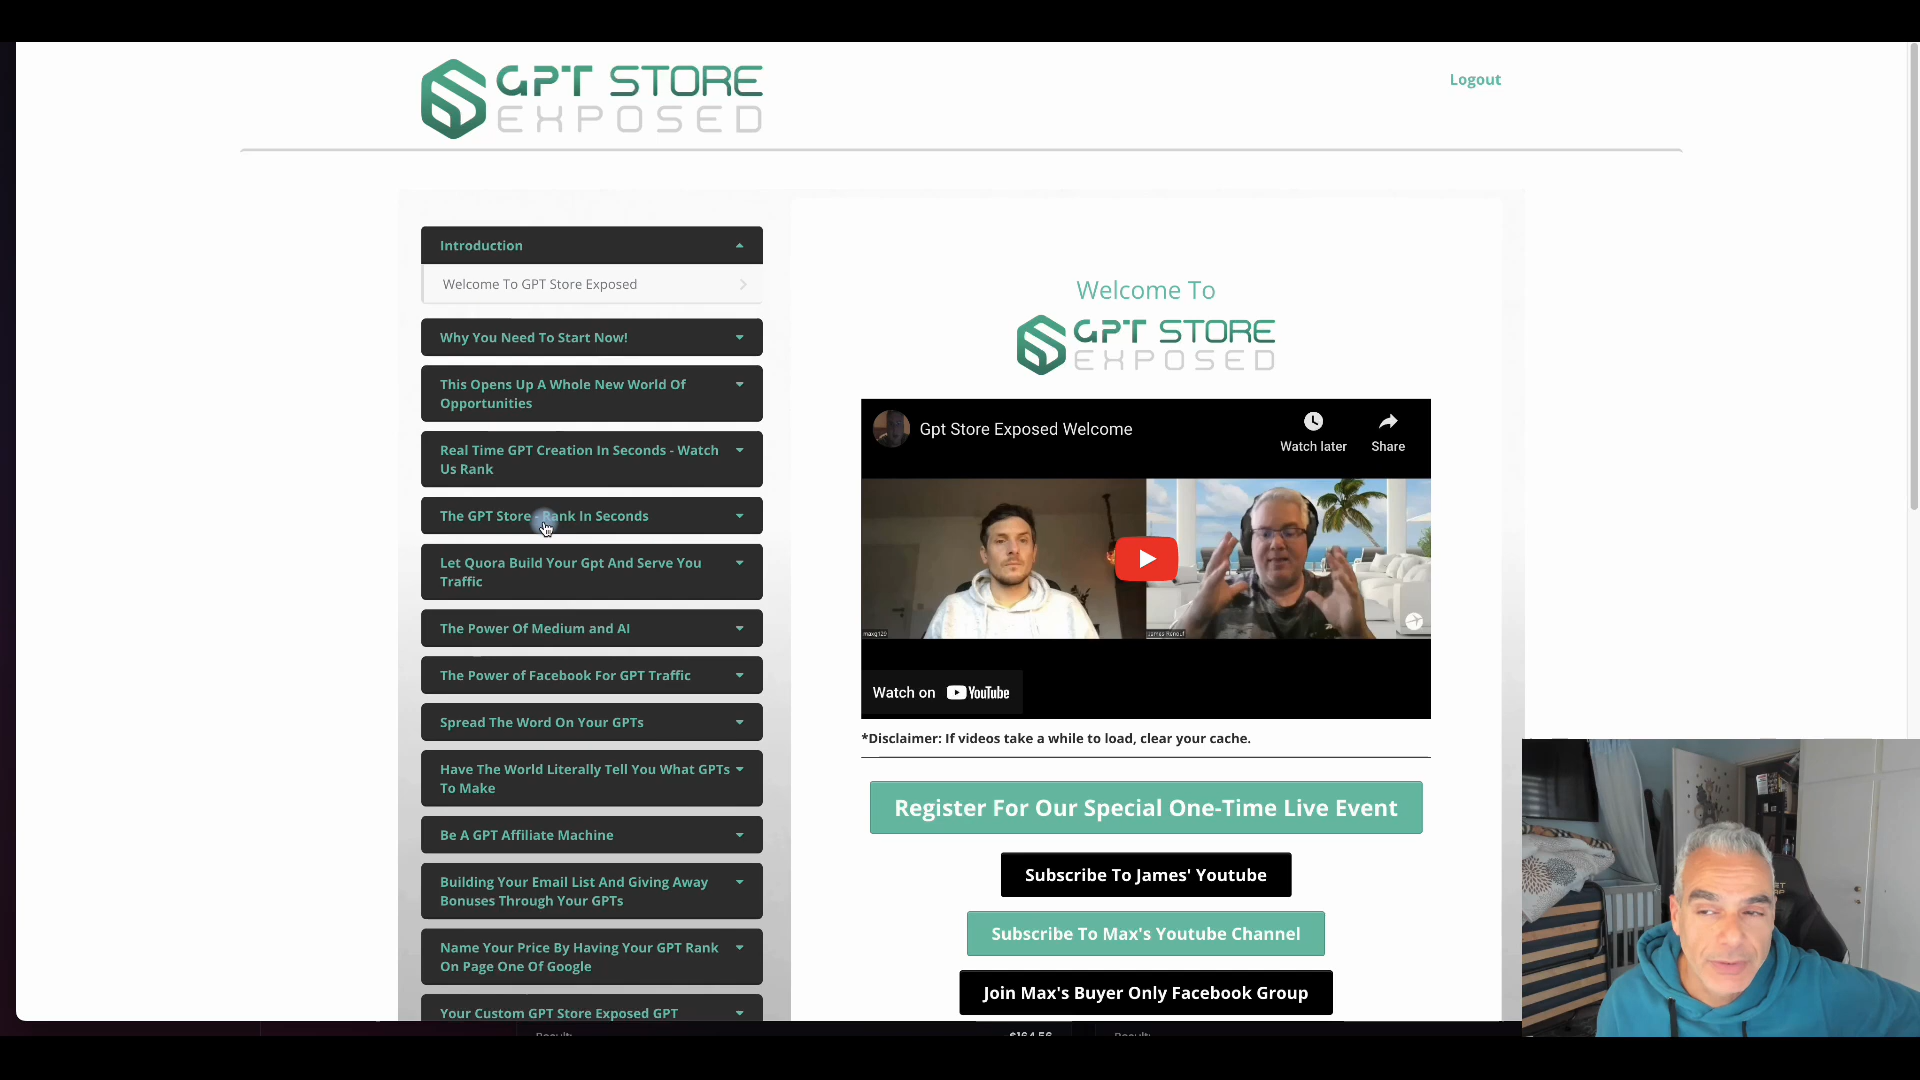 GPT STORE
EXPOSED
Logout
Introduction
Welcome To GPT Store Exposed
Why You Need To Start Now!
This Opens Up A Whole New World Of
Opportunities
Real Time GPT Creation In Seconds - Watch
Us Rank
The GPT Store - Rank In Seconds
Let Quora Build Your Gpt And Serve You
Traffic
The Power Of Medium and AI
The Power of Facebook For GPT Traffic
Spread The Word On Your GPTs
Have The World Literally Tell You What GPTs
To Make
Be A GPT Affiliate Machine
Building Your Email List And Giving Away
Bonuses Through Your GPTs
Name Your Price By Having Your GPT Rank
On Page One Of Google
Your Custom GPT Store Exposed GPT
Welcome To
GPT STORE
EXPOSED
Gpt Store Exposed Welcome
Watch later
Share
maxg129
James Renouf
Watch on YouTube
*Disclaimer: If videos take a while to load, clear your cache.
Register For Our Special One-Time Live Event
Subscribe To James' Youtube
Subscribe To Max's Youtube Channel
Join Max's Buyer Only Facebook Group